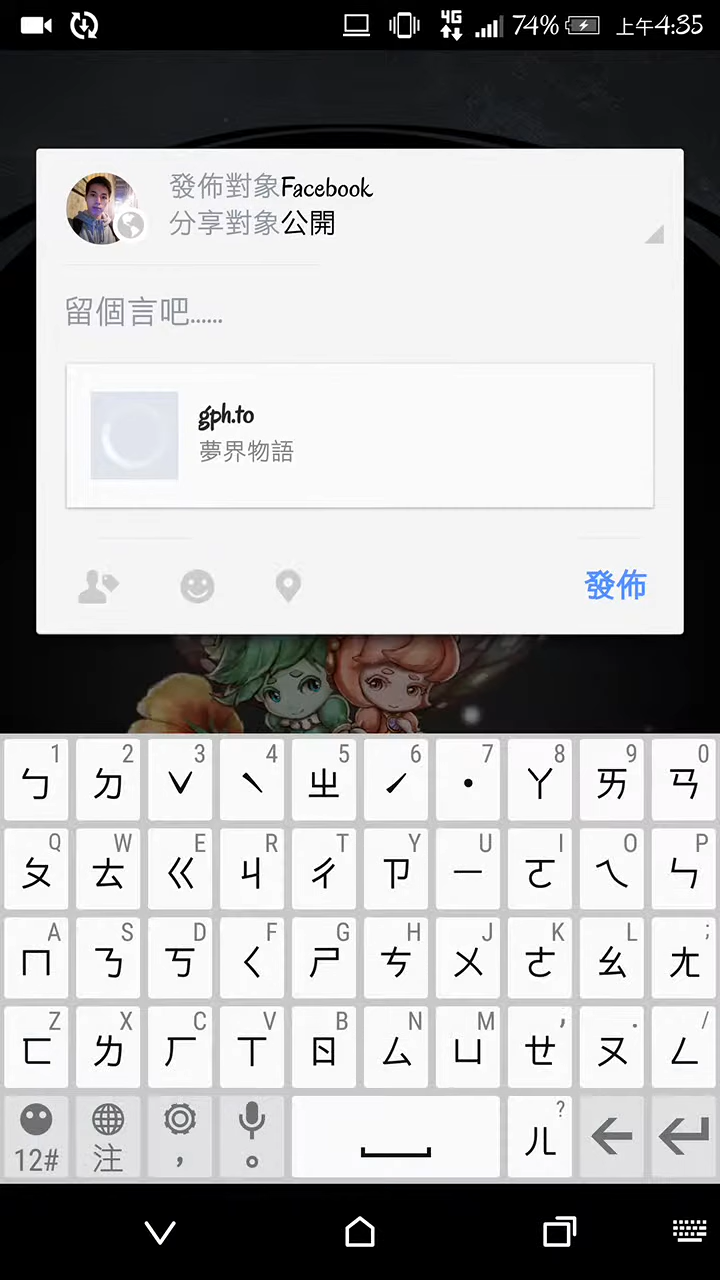 4G 74% 上午4:35
發佈對象Facebook
分享對象公開
留個言吧......
gph.to
夢界物語
發佈
1 2 3 4 5 6 7 8 9 0
ㄅ ㄉ ˇ ˋ ㄓ ˊ ˙ ㄚ ㄞ ㄢ
Q W E R T Y U I O P
ㄆ ㄊ ㄍ ㄐ ㄔ ㄗ ㄧ ㄛ ㄟ ㄣ
A S D F G H J K L ;
ㄇ ㄋ ㄎ ㄑ ㄕ ㄘ ㄨ ㄜ ㄠ ㄤ
Z X C V B N M , . /
ㄈ ㄌ ㄏ ㄒ ㄖ ㄙ ㄩ ㄝ ㄡ ㄥ
?
12# 注 , 。 ㄦ